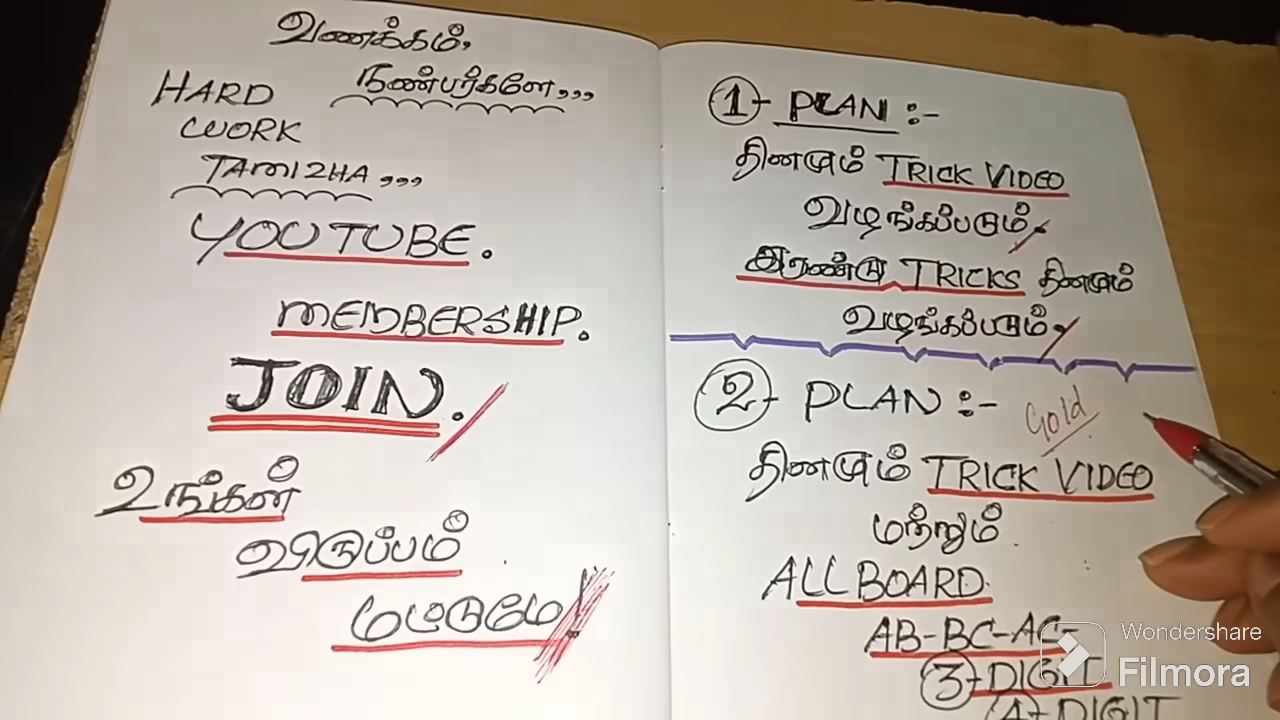 வணக்கம்,
நண்பர்களே,,,
HARD
WORK
TAMIZHA,,,
YOUTUBE.
MEMBERSHIP.
JOIN.
உங்கள்
விருப்பம்
மட்டுமே!
1 - PLAN :-
தினமும் TRICK VIDEO
வழங்கப்படும்.
இரண்டு TRICKS தினமும்
வழங்கப்படும்.
2 - PLAN :- Gold
தினமும் TRICK VIDEO
மற்றும்
ALL BOARD.
AB-BC-AC-
3 - DIGIT
4 - DIGIT
Wondershare
Filmora